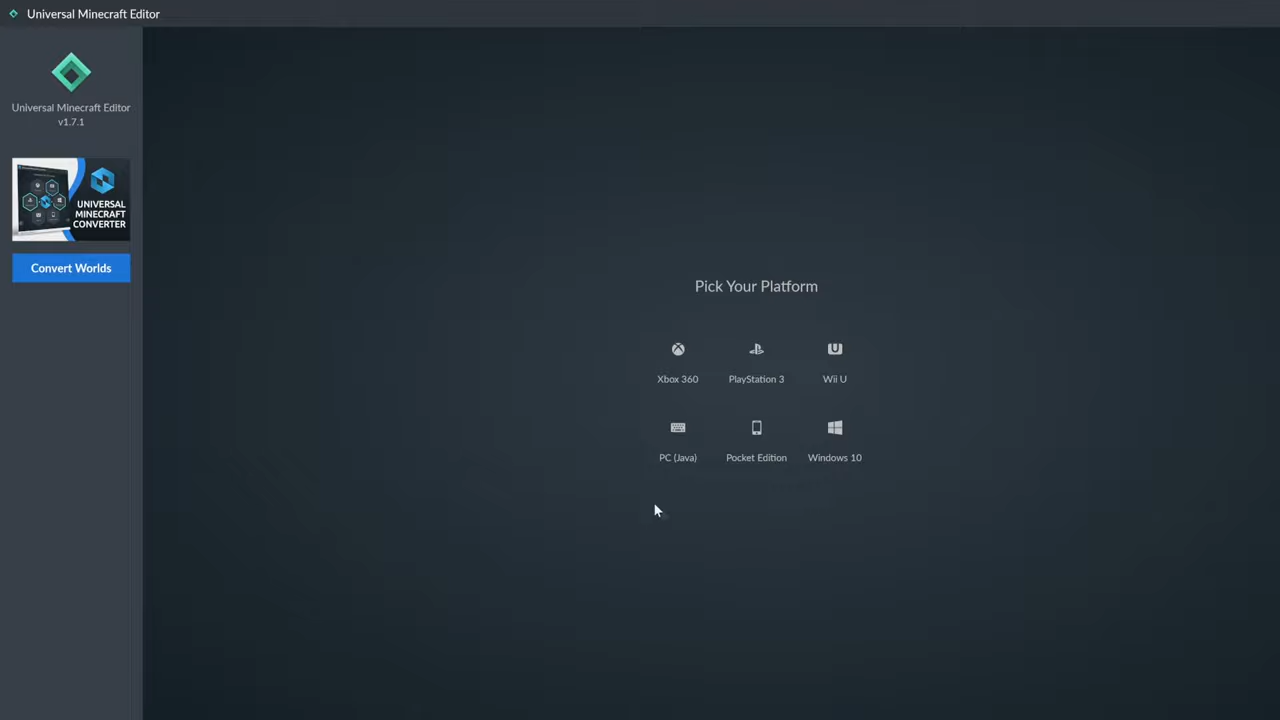 Universal Minecraft Editor
Universal Minecraft Editor
v1.7.1
UNIVERSAL
MINECRAFT
CONVERTER
Convert Worlds
Pick Your Platform
Xbox 360
PlayStation 3
Wii U
PC (Java)
Pocket Edition
Windows 10